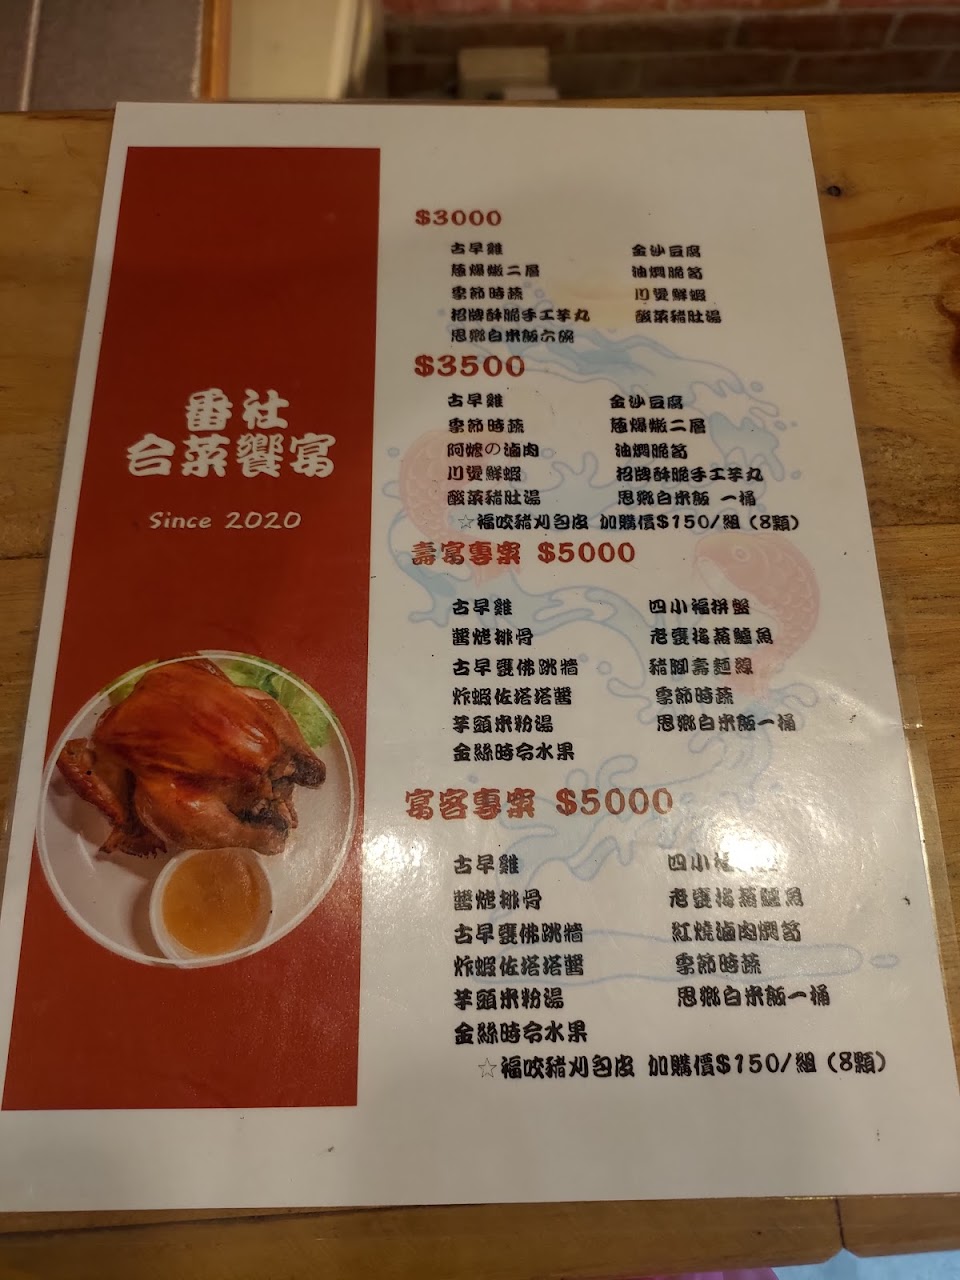 番社
合菜饗宴
Since 2020
$3000
古早雞 金沙豆腐
蔥爆嫩二層 油燜脆筍
季節時蔬 川燙鮮蝦
招牌酥脆手工芋丸 酸菜豬肚湯
思鄉白米飯六碗
$3500
古早雞 金沙豆腐
季節時蔬 蔥爆嫩二層
阿嬤の滷肉 油燜脆筍
川燙鮮蝦 招牌酥脆手工芋丸
酸菜豬肚湯 思鄉白米飯 一桶
☆福咬豬刈包皮 加購價$150/組 (8顆)
壽宴專案 $5000
古早雞 四小福拼盤
醬烤排骨 老甕梅蒸鱸魚
古早甕佛跳牆 豬腳壽麵線
炸蝦佐塔塔醬 季節時蔬
芋頭米粉湯 思鄉白米飯一桶
金絲時令水果
宴客專案 $5000
古早雞 四小福
醬烤排骨 老甕梅蒸鱸魚
古早甕佛跳牆 紅燒滷肉燜筍
炸蝦佐塔塔醬 季節時蔬
芋頭米粉湯 思鄉白米飯一桶
金絲時令水果
☆福咬豬刈包皮 加購價$150/組 (8顆)